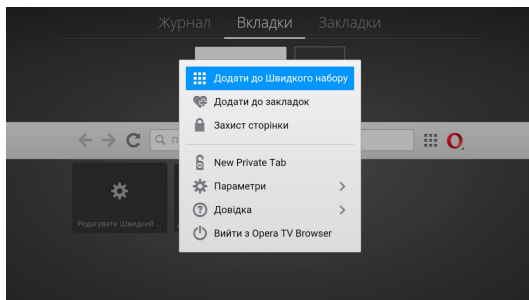 Журнал Вкладки Закладки
Додати до Швидкого набору
Додати до закладок
Захист сторінки
п
New Private Tab
Параметри
Редагувати Швидкий ...
Довідка
Вийти з Opera TV Browser